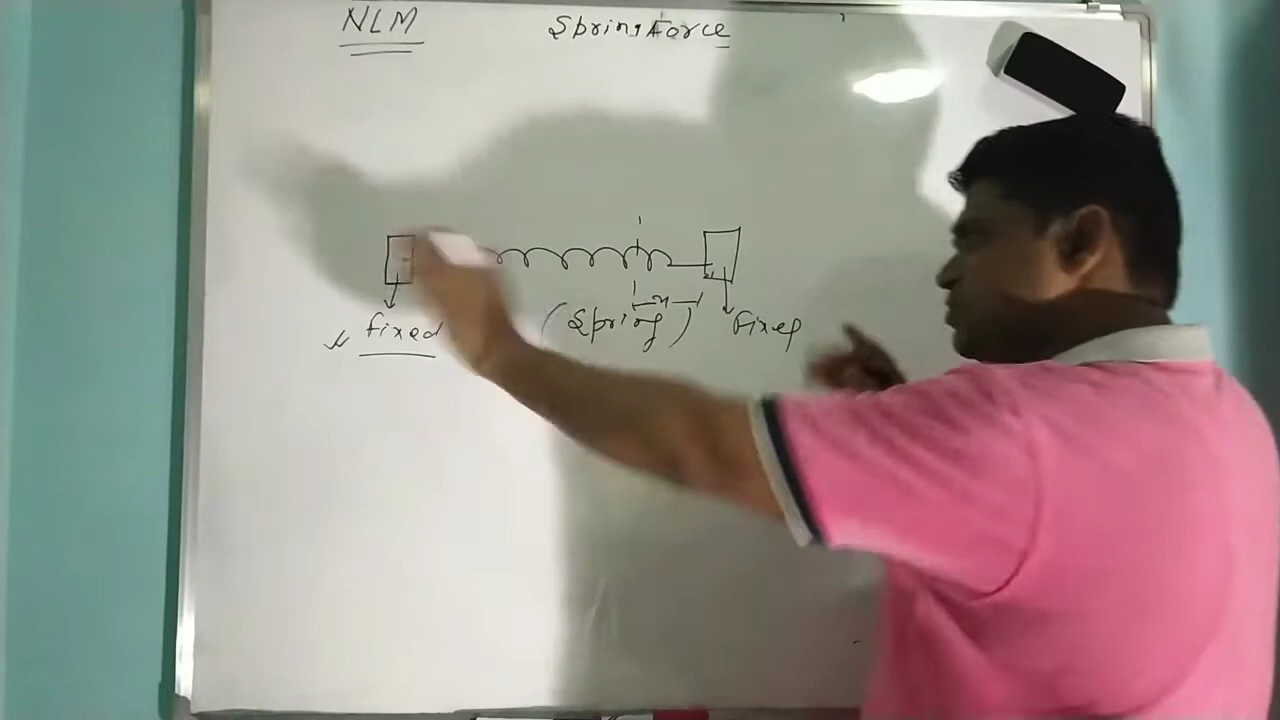 NLM
Spring Force
x
fixed
(Spring)
Fixed